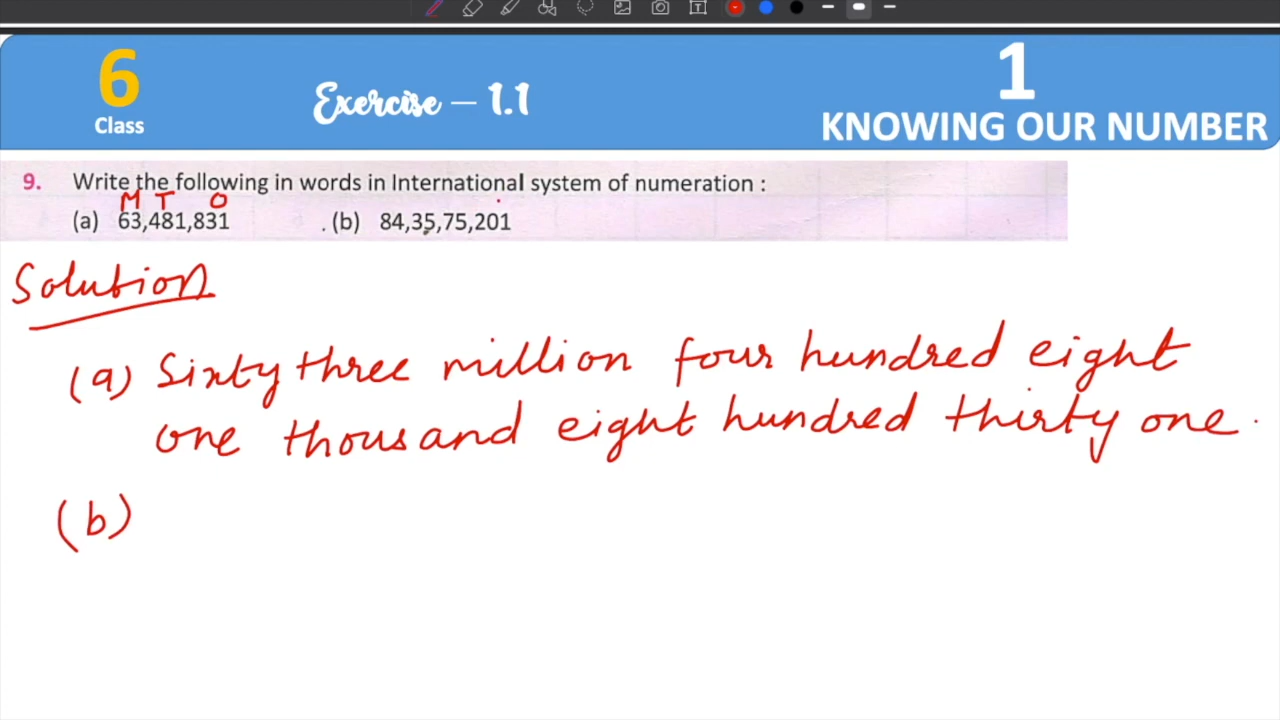 6
Class
Exercise – 1.1
1
KNOWING OUR NUMBER
9. Write the following in words in International system of numeration :
M T O
(a) 63,481,831 (b) 84,35,75,201
Solution
(a) Sixty three million four hundred eight
one thousand eight hundred thirty one.
(b)